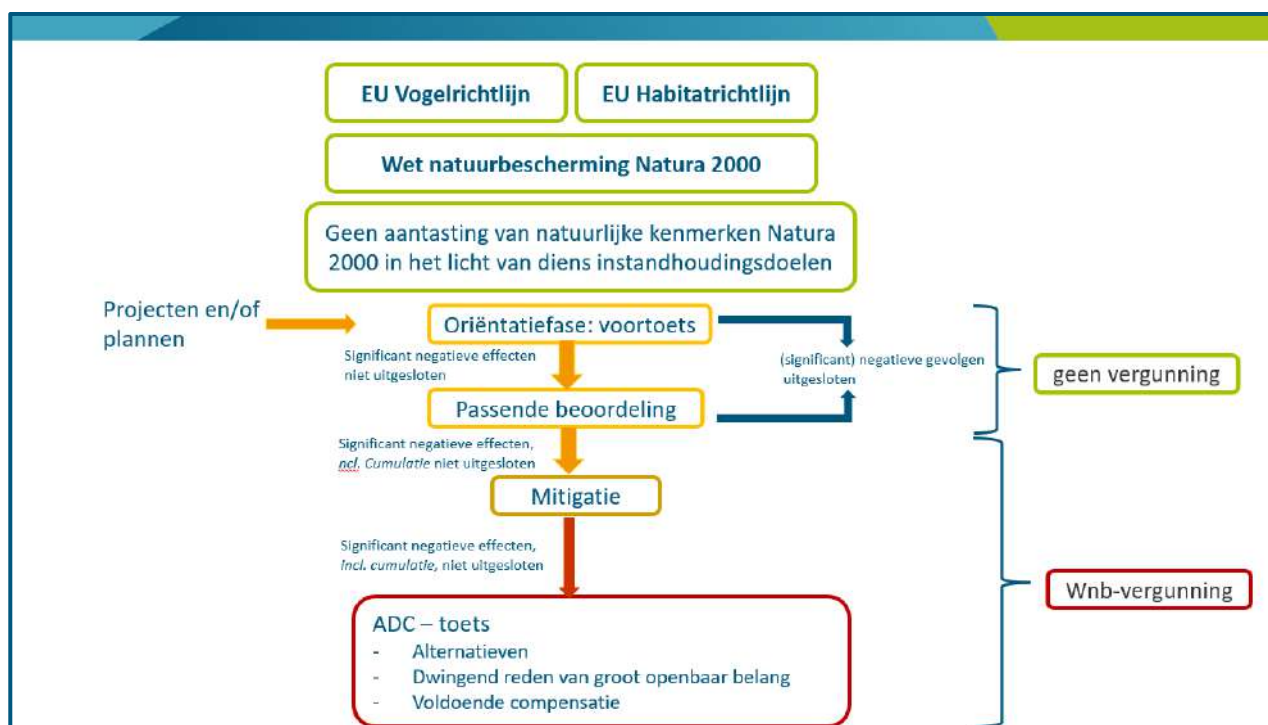 EU Vogelrichtlijn
EU Habitatrichtlijn
Wet natuurbescherming Natura 2000
Geen aantasting van natuurlijke kenmerken Natura
2000 in het licht van diens instandhoudingsdoelen
Projecten en/of
plannen
Oriëntatiefase: voortoets
Significant negatieve effecten
niet uitgesloten
(significant) negatieve gevolgen
uitgesloten
geen vergunning
Passende beoordeling
Significant negatieve effecten,
ncl. Cumulatie niet uitgesloten
Mitigatie
Significant negatieve effecten,
incl. cumulatie, niet uitgesloten
Wnb-vergunning
ADC – toets
- Alternatieven
- Dwingend reden van groot openbaar belang
- Voldoende compensatie